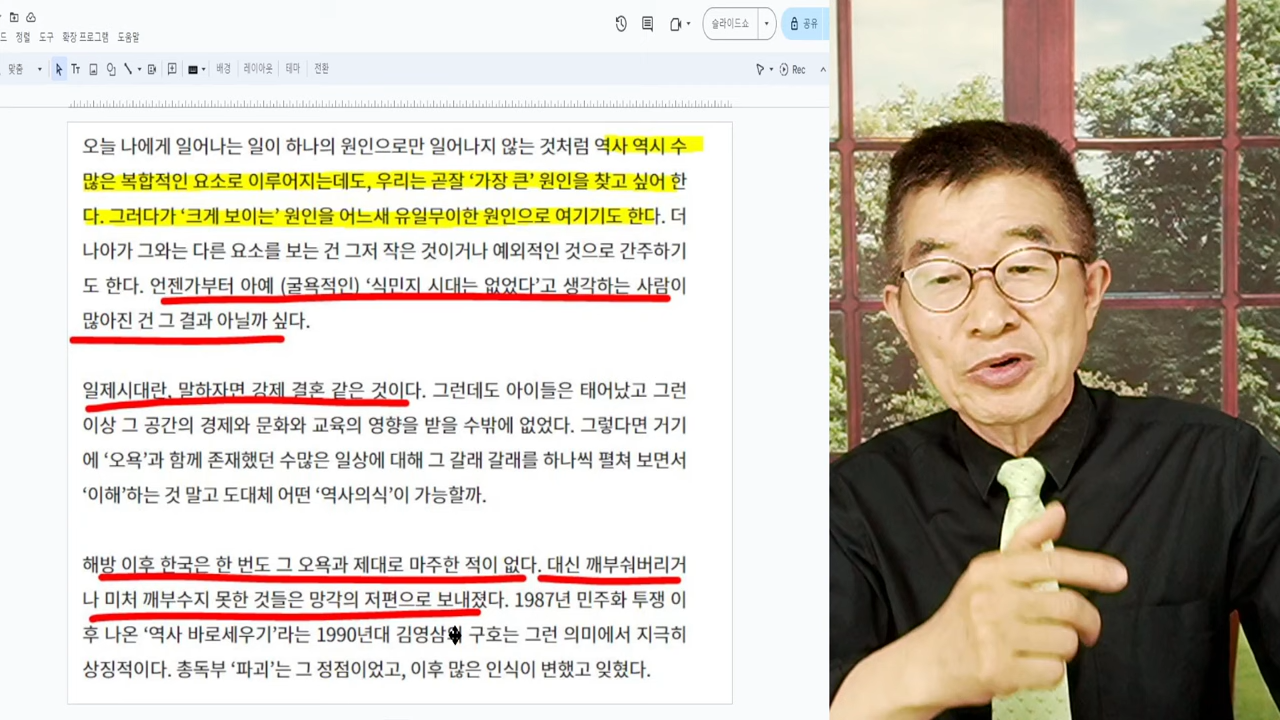 드 정렬 도구 확장 프로그램 도움말
슬라이드쇼
공유
맞춤 Tr 배경 레이아웃 테마 전환 Rec
오늘 나에게 일어나는 일이 하나의 원인으로만 일어나지 않는 것처럼 역사 역시 수
많은 복합적인 요소로 이루어지는데도, 우리는 곧잘 ‘가장 큰’ 원인을 찾고 싶어 한
다. 그러다가 ‘크게 보이는’ 원인을 어느새 유일무이한 원인으로 여기기도 한다. 더
나아가 그와는 다른 요소를 보는 건 그저 작은 것이거나 예외적인 것으로 간주하기
도 한다. 언젠가부터 아예 (굴욕적인) ‘식민지 시대는 없었다’고 생각하는 사람이
많아진 건 그 결과 아닐까 싶다.
일제시대란, 말하자면 강제 결혼 같은 것이다. 그런데도 아이들은 태어났고 그런
이상 그 공간의 경제와 문화와 교육의 영향을 받을 수밖에 없었다. 그렇다면 거기
에 ‘오욕’과 함께 존재했던 수많은 일상에 대해 그 갈래 갈래를 하나씩 펼쳐 보면서
‘이해’하는 것 말고 도대체 어떤 ‘역사의식’이 가능할까.
해방 이후 한국은 한 번도 그 오욕과 제대로 마주한 적이 없다. 대신 깨부숴버리거
나 미처 깨부수지 못한 것들은 망각의 저편으로 보내졌다. 1987년 민주화 투쟁 이
후 나온 ‘역사 바로세우기’라는 1990년대 김영삼의 구호는 그런 의미에서 지극히
상징적이다. 총독부 ‘파괴’는 그 정점이었고, 이후 많은 인식이 변했고 잊혔다.